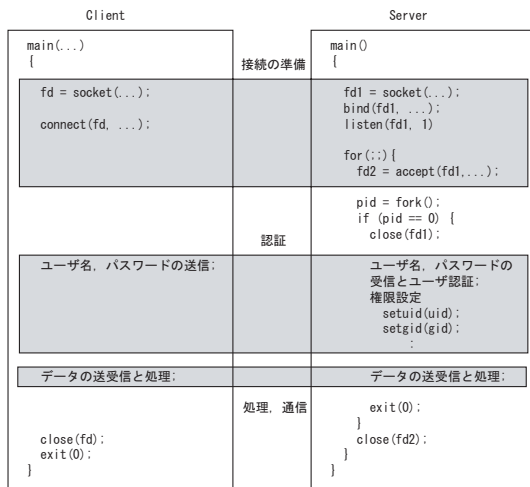 Client
Server
main(...)
{
fd = socket(...);
connect(fd, ...);
ユーザ名，パスワードの送信;
データの送受信と処理;
close(fd);
exit(0);
}
接続の準備
認証
処理，通信
main()
{
fd1 = socket(...);
bind(fd1, ...);
listen(fd1, 1)
for(;;){
fd2 = accept(fd1,...);
pid = fork();
if (pid == 0) {
close(fd1);
ユーザ名，パスワードの
受信とユーザ認証;
権限設定
setuid(uid);
setgid(gid);
:
データの送受信と処理;
exit(0);
}
close(fd2);
}
}